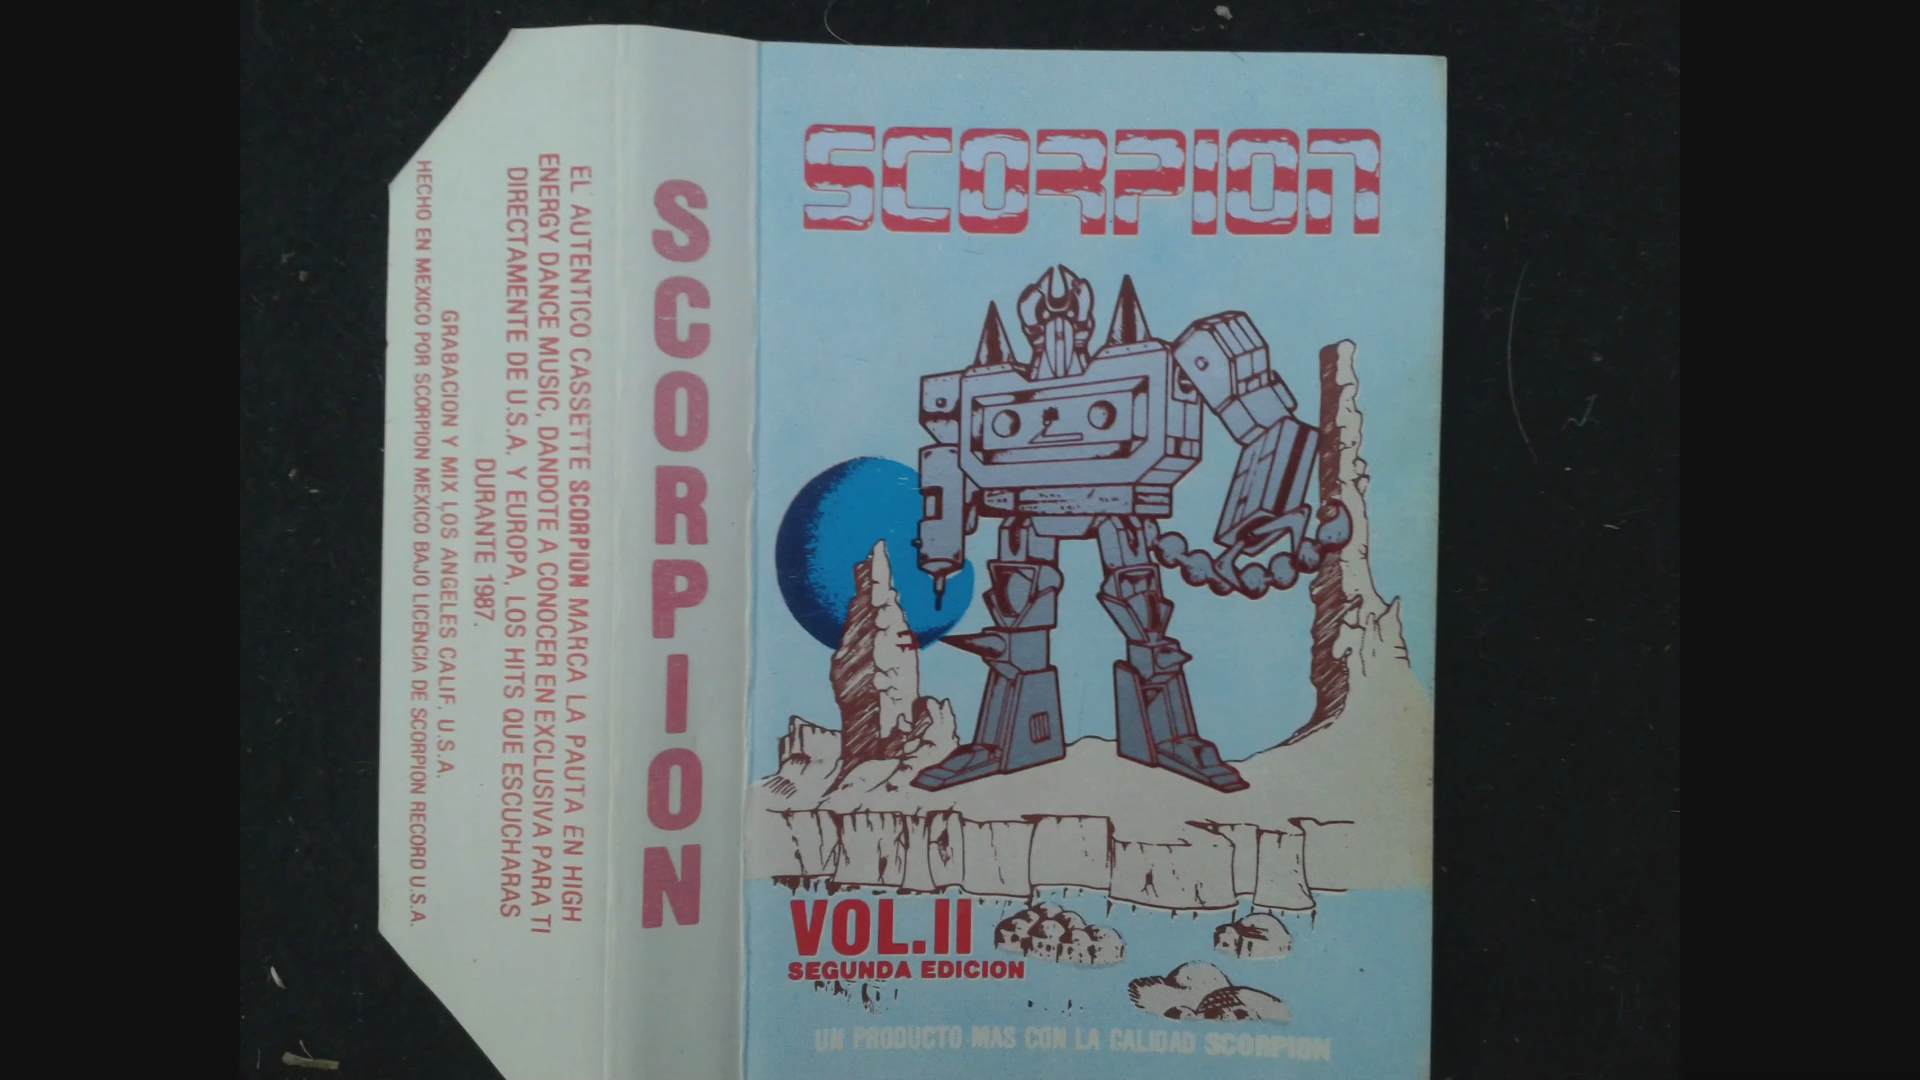 SCORPION
VOL.II
SEGUNDA EDICION
UN PRODUCTO MAS CON LA CALIDAD SCORPION
SCORPION
EL AUTENTICO CASSETTE SCORPION MARCA LA PAUTA EN HIGH
ENERGY DANCE MUSIC, DANDOTE A CONOCER EN EXCLUSIVA PARA TI
DIRECTAMENTE DE U.S.A. Y EUROPA, LOS HITS QUE ESCUCHARAS
DURANTE 1987.
GRABACION Y MIX LOS ANGELES CALIF. U.S.A.
HECHO EN MEXICO POR SCORPION MEXICO BAJO LICENCIA DE SCORPION RECORD U.S.A.